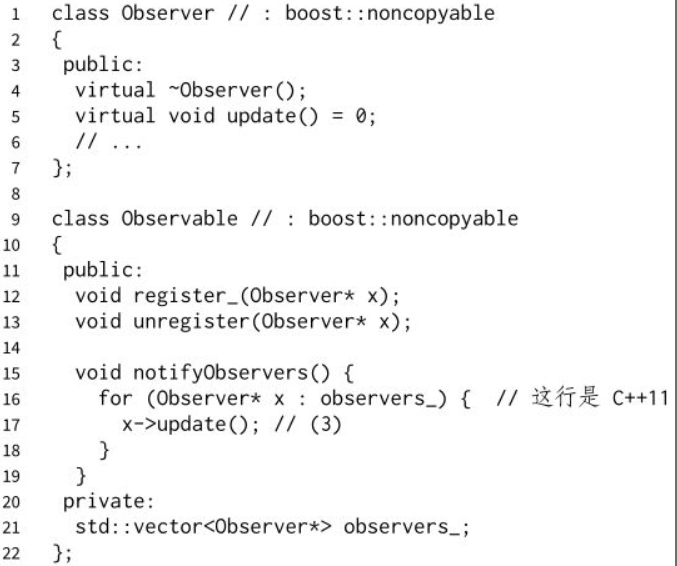 1 class Observer // : boost::noncopyable
2 {
3  public:
4   virtual ~Observer();
5   virtual void update() = 0;
6   // ...
7 };
8
9 class Observable // : boost::noncopyable
10 {
11  public:
12   void register_(Observer* x);
13   void unregister(Observer* x);
14
15   void notifyObservers() {
16     for (Observer* x : observers_) {  // 这行是 C++11
17       x->update(); // (3)
18     }
19   }
20  private:
21   std::vector<Observer*> observers_;
22 };